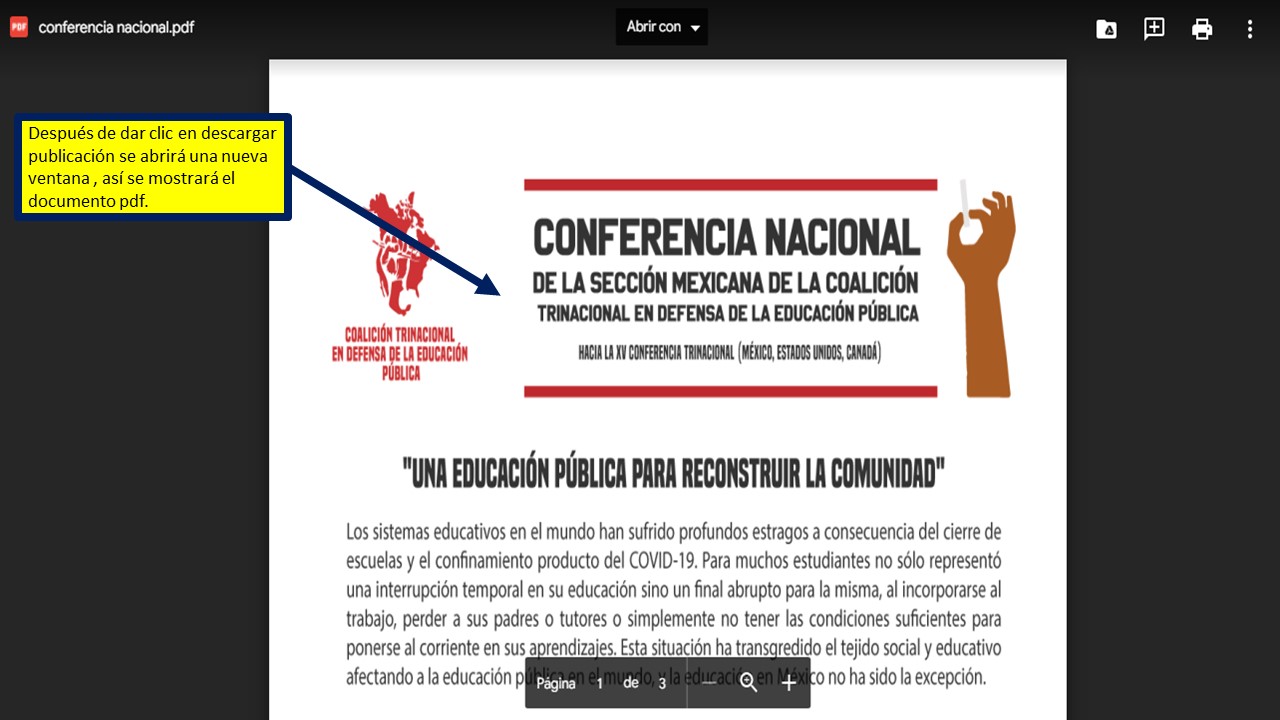 PDF
conferencia nacional.pdf
Abrir con
Después de dar clic en descargar
publicación se abrirá una nueva
ventana , así se mostrará el
documento pdf.
COALICIÓN TRINACIONAL
EN DEFENSA DE LA EDUCACIÓN
PÚBLICA
CONFERENCIA NACIONAL
DE LA SECCIÓN MEXICANA DE LA COALICIÓN
TRINACIONAL EN DEFENSA DE LA EDUCACIÓN PÚBLICA
HACIA LA XV CONFERENCIA TRINACIONAL (MÉXICO, ESTADOS UNIDOS, CANADÁ)
"UNA EDUCACIÓN PÚBLICA PARA RECONSTRUIR LA COMUNIDAD"
Los sistemas educativos en el mundo han sufrido profundos estragos a consecuencia del cierre de
escuelas y el confinamiento producto del COVID-19. Para muchos estudiantes no sólo representó
una interrupción temporal en su educación sino un final abrupto para la misma, al incorporarse al
trabajo, perder a sus padres o tutores o simplemente no tener las condiciones suficientes para
ponerse al corriente en sus aprendizajes. Esta situación ha transgredido el tejido social y educativo
afectando a la educación pública en el mundo, y la educación en México no ha sido la excepción.
Página 1 de 3